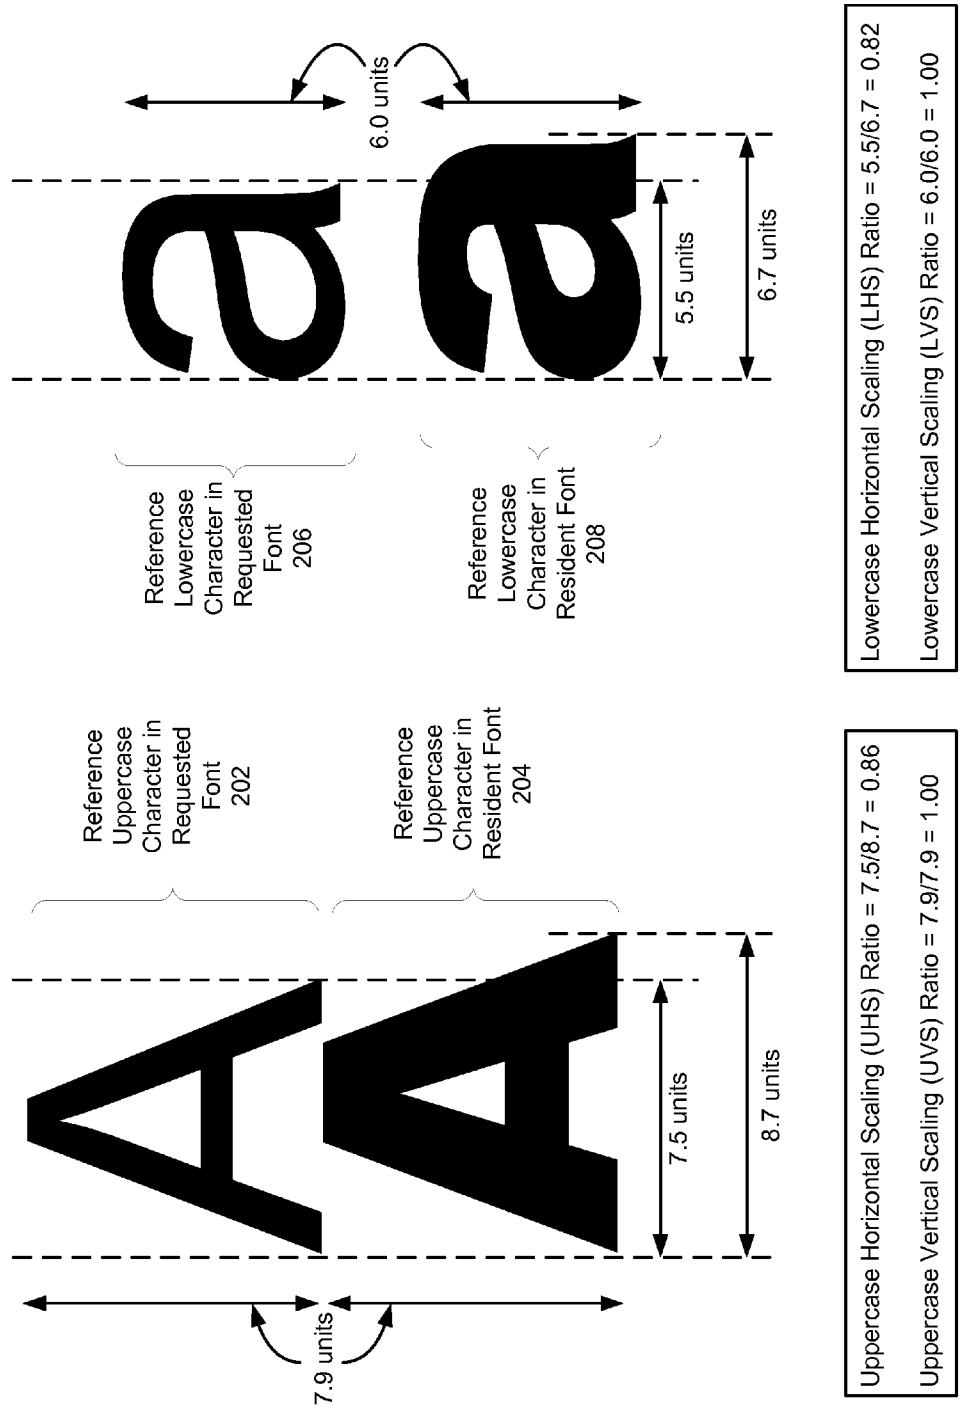 A
A
7.9 units
7.5 units
8.7 units
Reference
Uppercase
Character in
Requested
Font
202
Reference
Uppercase
Character in
Resident Font
204
Uppercase Horizontal Scaling (UHS) Ratio = 7.5/8.7 = 0.86
Uppercase Vertical Scaling (UVS) Ratio = 7.9/7.9 = 1.00
Reference
Lowercase
Character in
Requested
Font
206
Reference
Lowercase
Character in
Resident Font
208
a
a
6.0 units
5.5 units
6.7 units
Lowercase Horizontal Scaling (LHS) Ratio = 5.5/6.7 = 0.82
Lowercase Vertical Scaling (LVS) Ratio = 6.0/6.0 = 1.00